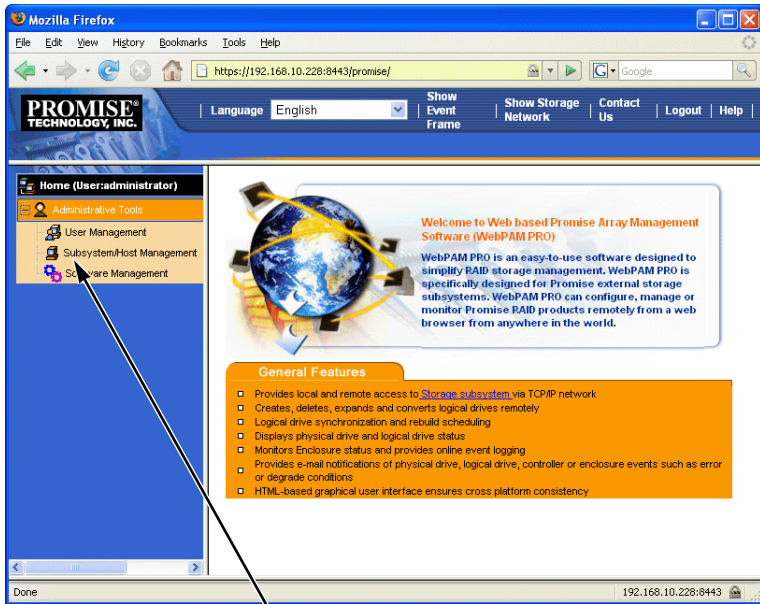 Mozilla Firefox
File Edit View History Bookmarks Tools Help
https://192.168.10.228:8443/promise/
G Google
PROMISE®
TECHNOLOGY, INC.
Language English
Show Event Frame
Show Storage Network
Contact Us
Logout
Help
Home (User:administrator)
Administrative Tools
User Management
Subsystem/Host Management
Software Management
Welcome to Web based Promise Array Management
Software (WebPAM PRO)
WebPAM PRO is an easy-to-use software designed to
simplify RAID storage management. WebPAM PRO is
specifically designed for Promise external storage
subsystems. WebPAM PRO can configure, manage or
monitor Promise RAID products remotely from a web
browser from anywhere in the world.
General Features
Provides local and remote access to Storage subsystem via TCP/IP network
Creates, deletes, expands and converts logical drives remotely
Logical drive synchronization and rebuild scheduling
Displays physical drive and logical drive status
Monitors Enclosure status and provides online event logging
Provides e-mail notifications of physical drive, logical drive, controller or enclosure events such as error
or degrade conditions
HTML-based graphical user interface ensures cross platform consistency
Done
192.168.10.228:8443